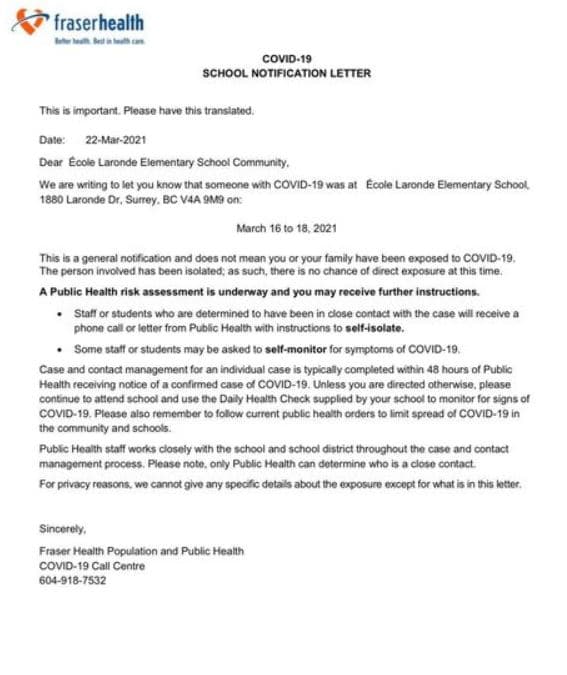 fraserhealth
Better health. Best in health care.
COVID-19
SCHOOL NOTIFICATION LETTER
This is important. Please have this translated.
Date: 22-Mar-2021
Dear École Laronde Elementary School Community,
We are writing to let you know that someone with COVID-19 was at École Laronde Elementary School,
1880 Laronde Dr, Surrey, BC V4A 9M9 on:
March 16 to 18, 2021
This is a general notification and does not mean you or your family have been exposed to COVID-19.
The person involved has been isolated; as such, there is no chance of direct exposure at this time.
A Public Health risk assessment is underway and you may receive further instructions.
• Staff or students who are determined to have been in close contact with the case will receive a
phone call or letter from Public Health with instructions to self-isolate.
• Some staff or students may be asked to self-monitor for symptoms of COVID-19.
Case and contact management for an individual case is typically completed within 48 hours of Public
Health receiving notice of a confirmed case of COVID-19. Unless you are directed otherwise, please
continue to attend school and use the Daily Health Check supplied by your school to monitor for signs of
COVID-19. Please also remember to follow current public health orders to limit spread of COVID-19 in
the community and schools.
Public Health staff works closely with the school and school district throughout the case and contact
management process. Please note, only Public Health can determine who is a close contact.
For privacy reasons, we cannot give any specific details about the exposure except for what is in this letter.
Sincerely,
Fraser Health Population and Public Health
COVID-19 Call Centre
604-918-7532